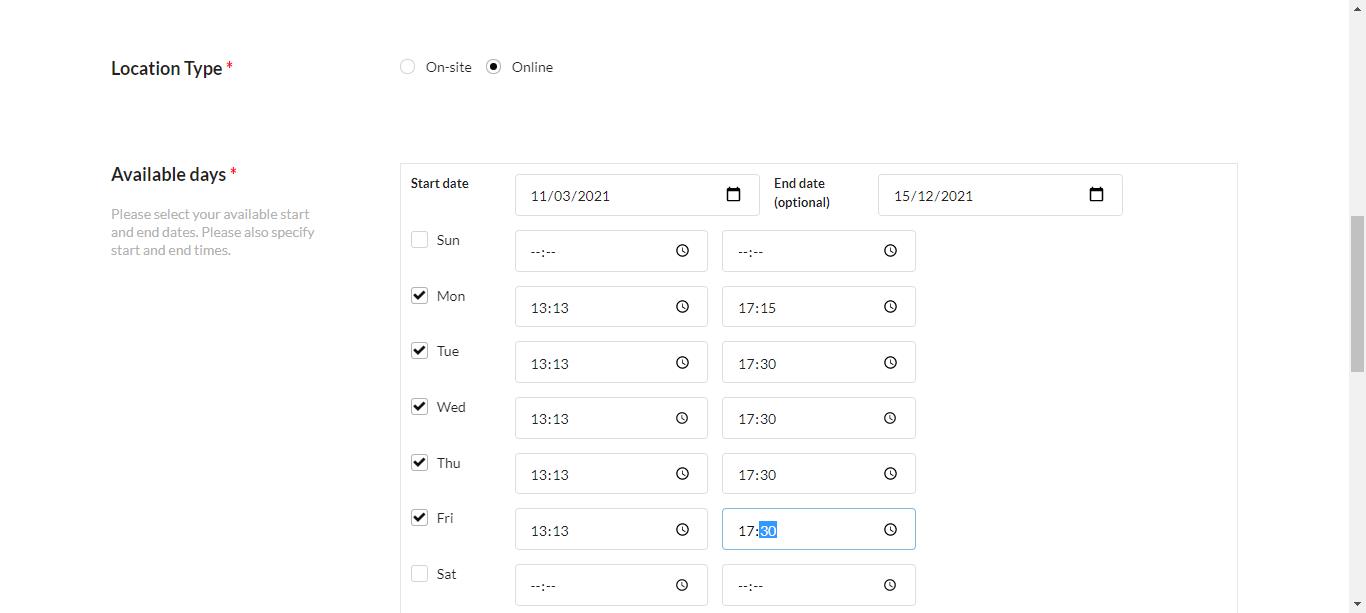 Location Type *
On-site
Online
Available days *
Please select your available start
and end dates. Please also specify
start and end times.
Start date
11/03/2021
End date
(optional)
15/12/2021
Sun --:-- --:--
Mon 13:13 17:15
Tue 13:13 17:30
Wed 13:13 17:30
Thu 13:13 17:30
Fri 13:13 17:30
Sat --:-- --:--